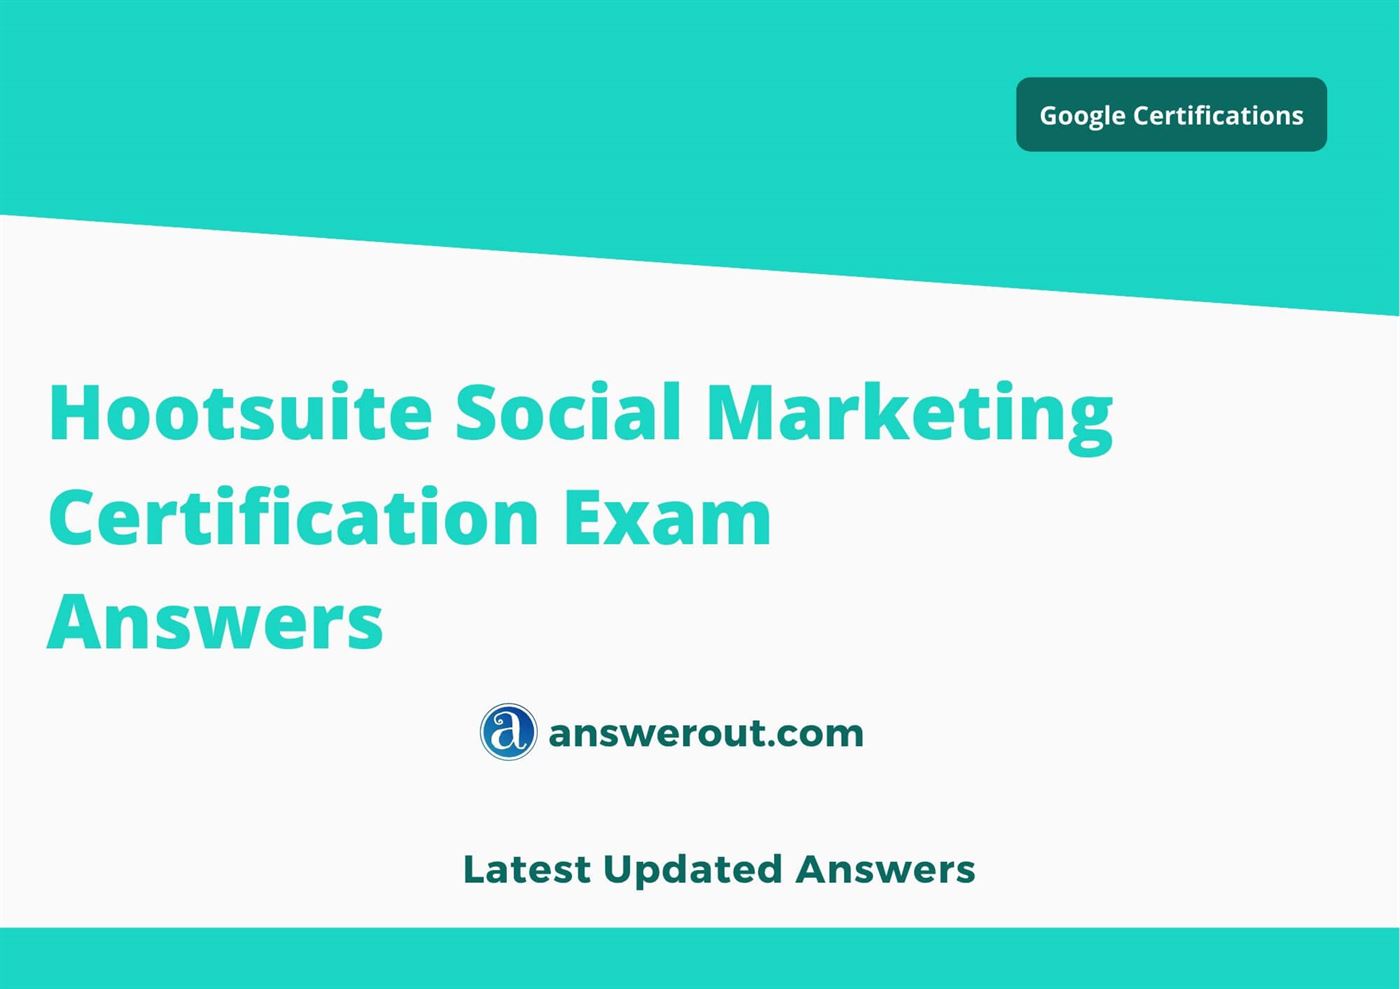 Google Certifications
Hootsuite Social Marketing
Certification Exam
Answers
a answerout.com
Latest Updated Answers